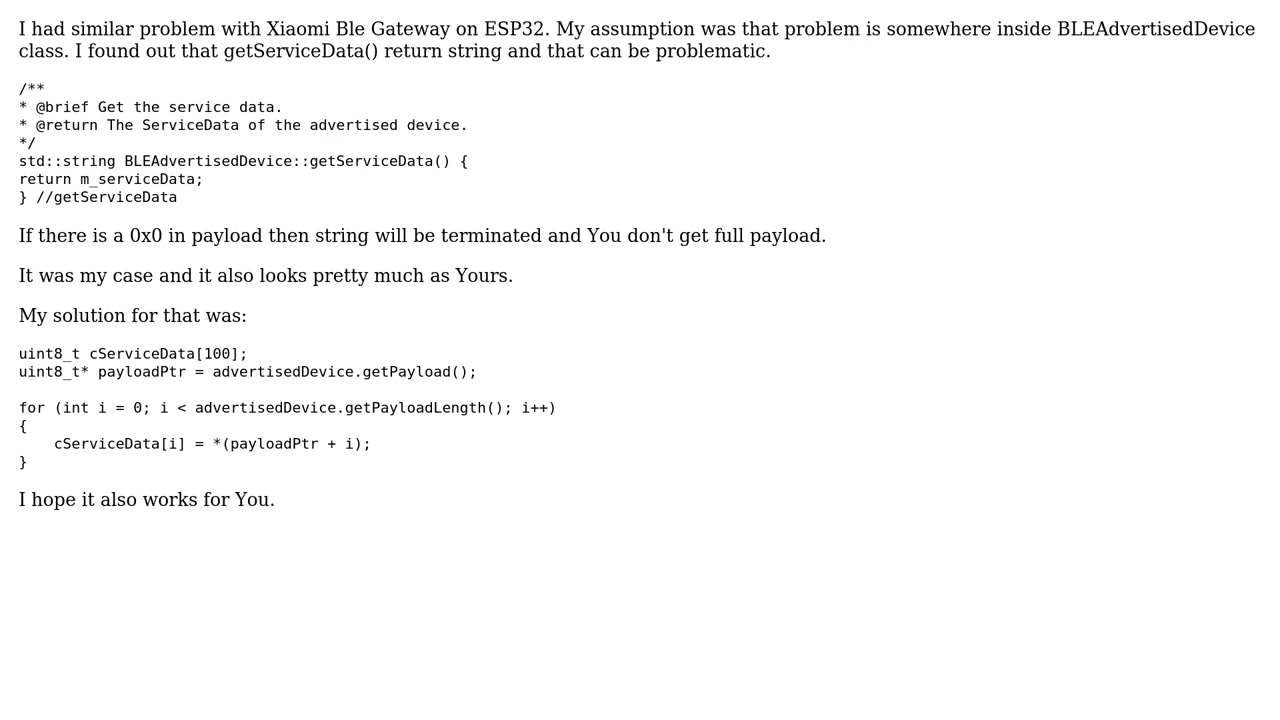 I had similar problem with Xiaomi Ble Gateway on ESP32. My assumption was that problem is somewhere inside BLEAdvertisedDevice
class. I found out that getServiceData() return string and that can be problematic.
/**
* @brief Get the service data.
* @return The ServiceData of the advertised device.
*/
std::string BLEAdvertisedDevice::getServiceData() {
return m_serviceData;
} //getServiceData
If there is a 0x0 in payload then string will be terminated and You don't get full payload.
It was my case and it also looks pretty much as Yours.
My solution for that was:
uint8_t cServiceData[100];
uint8_t* payloadPtr = advertisedDevice.getPayload();
for (int i = 0; i < advertisedDevice.getPayloadLength(); i++)
{
    cServiceData[i] = *(payloadPtr + i);
}
I hope it also works for You.